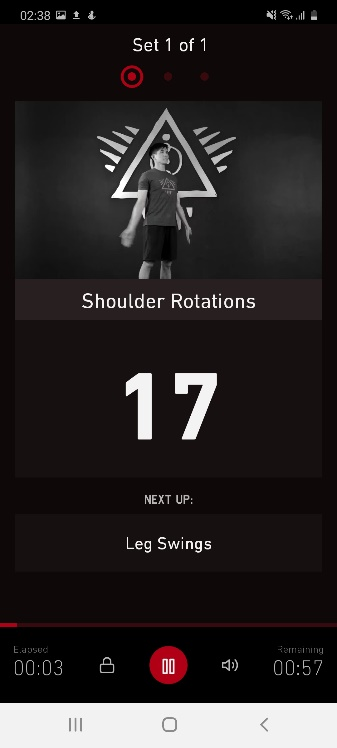 02:38
Set 1 of 1
Shoulder Rotations
17
NEXT UP:
Leg Swings
Elapsed
Remaining
00:03
00:57